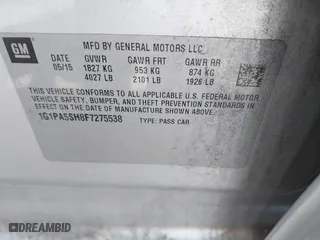 GM
MFD BY GENERAL MOTORS LLC
DATE GVWR GAWR FRT GAWR RR
05/15 1827 KG 953 KG 874 KG
4027 LB 2101 LB 1926 LB
THIS VEHICLE CONFORMS TO ALL APPLICABLE U.S. FEDERAL MOTOR
VEHICLE SAFETY, BUMPER, AND THEFT PREVENTION STANDARDS IN
EFFECT ON THE DATE OF MANUFACTURE SHOWN ABOVE.
1G1PA5SH8F7275538 TYPE: PASS CAR
DREAMBID